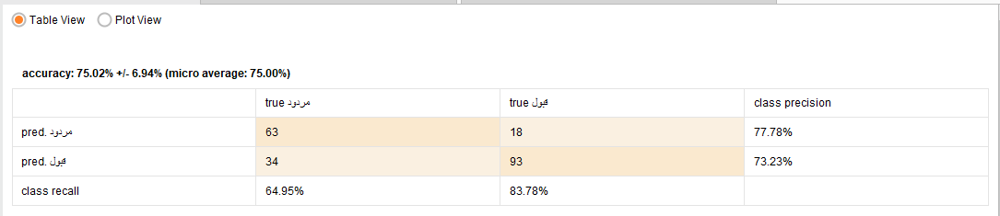 Table View Plot View
accuracy: 75.02% +/- 6.94% (micro average: 75.00%)
true مردود true قبول class precision
pred. مردود 63 18 77.78%
pred. قبول 34 93 73.23%
class recall 64.95% 83.78%